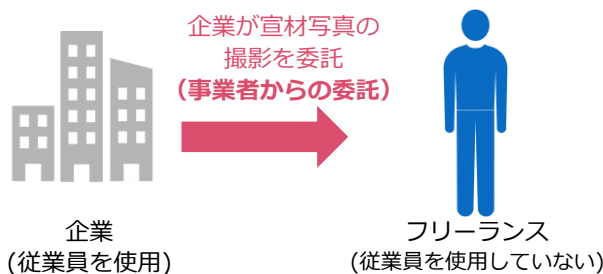 企業が宣材写真の
撮影を委託
（事業者からの委託）
企業
(従業員を使用)
フリーランス
(従業員を使用していない)